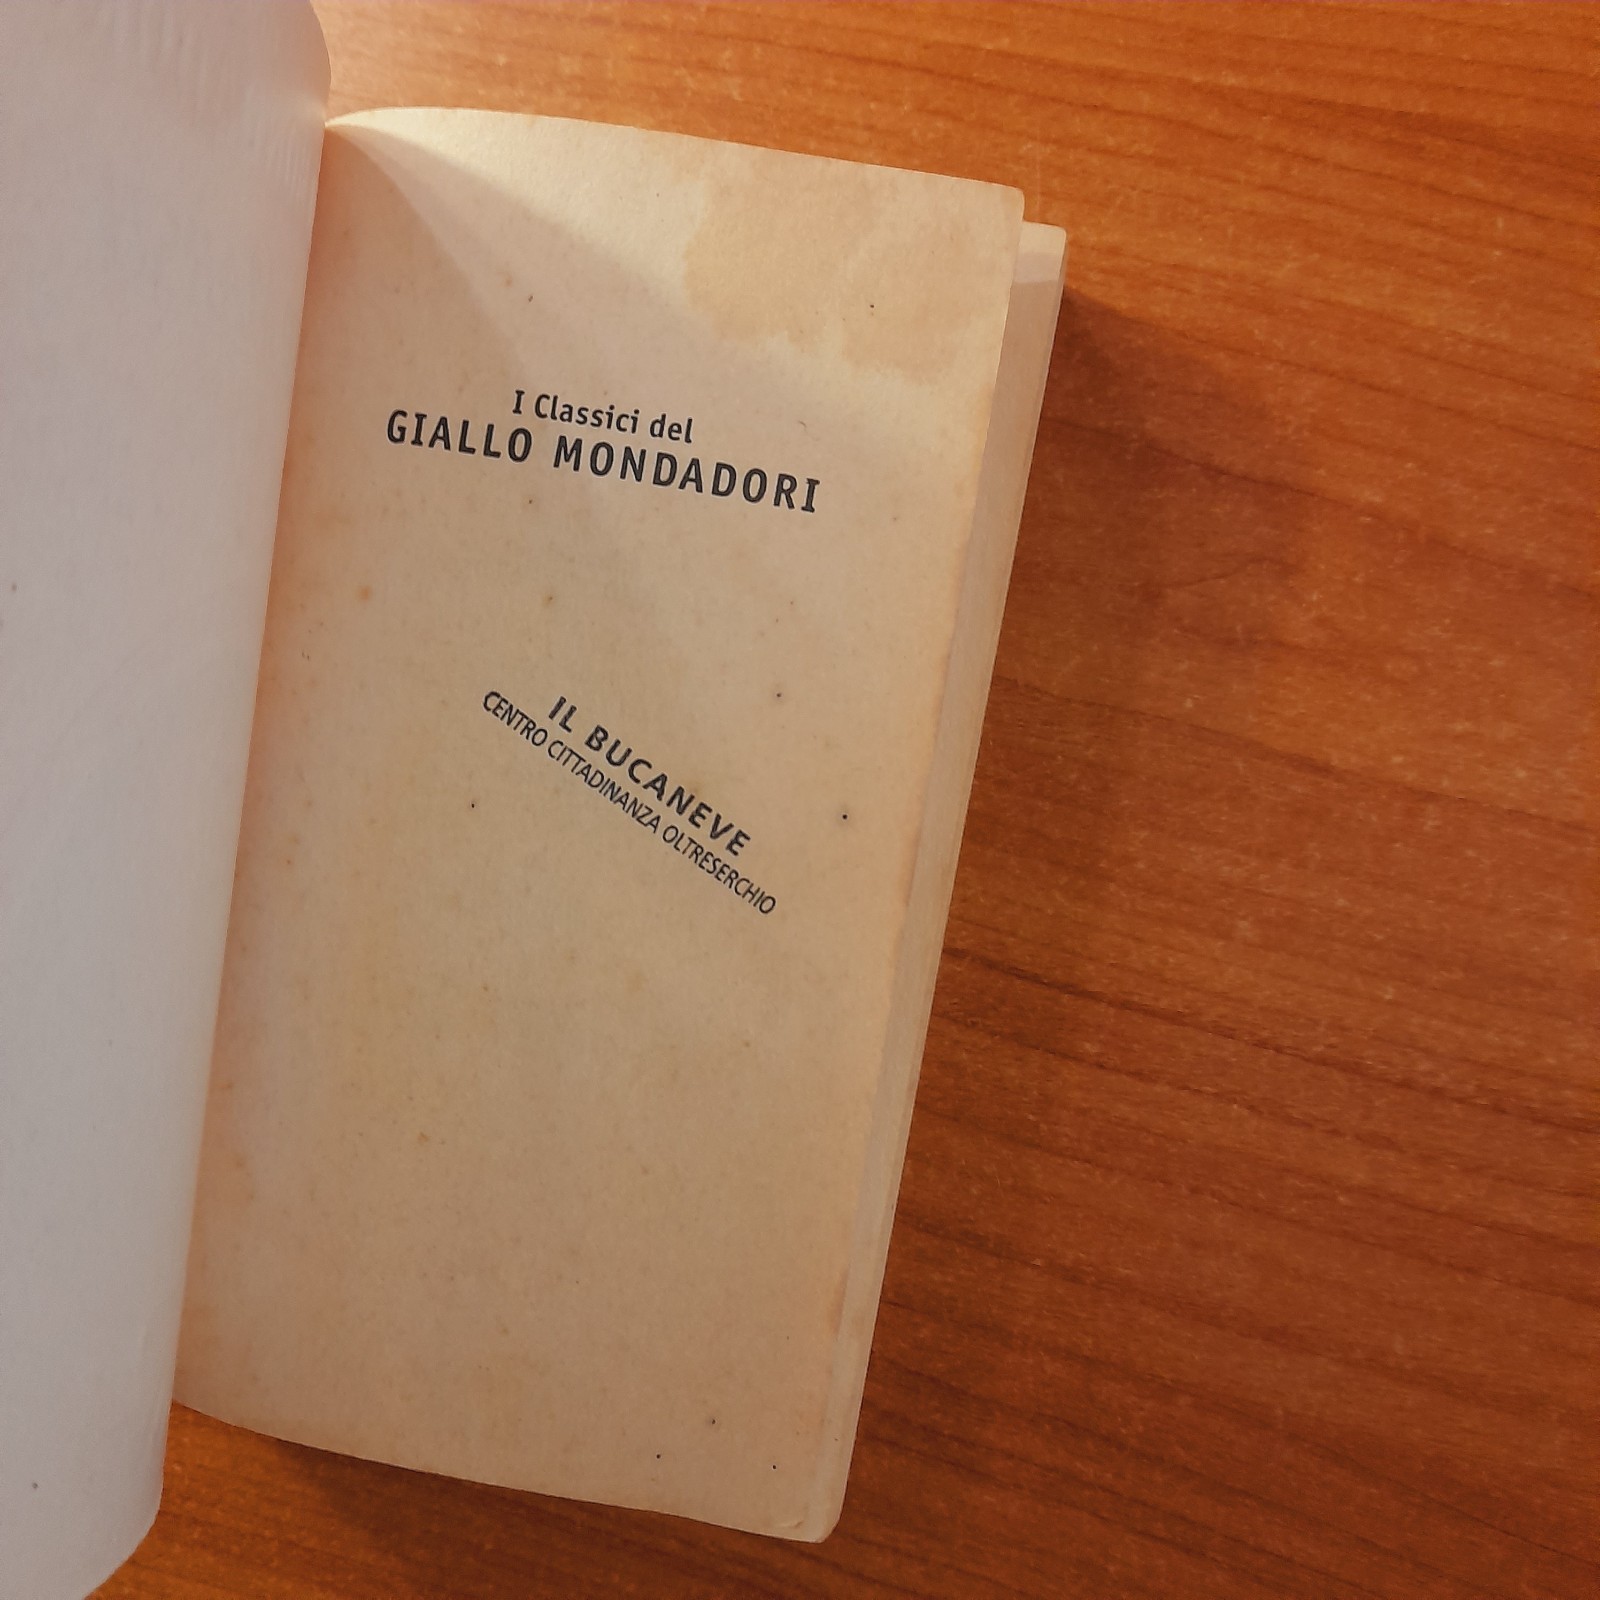 I Classici del
GIALLO MONDADORI
IL BUCANEVE
CENTRO CITTADINANZA OLTRESERCHIO